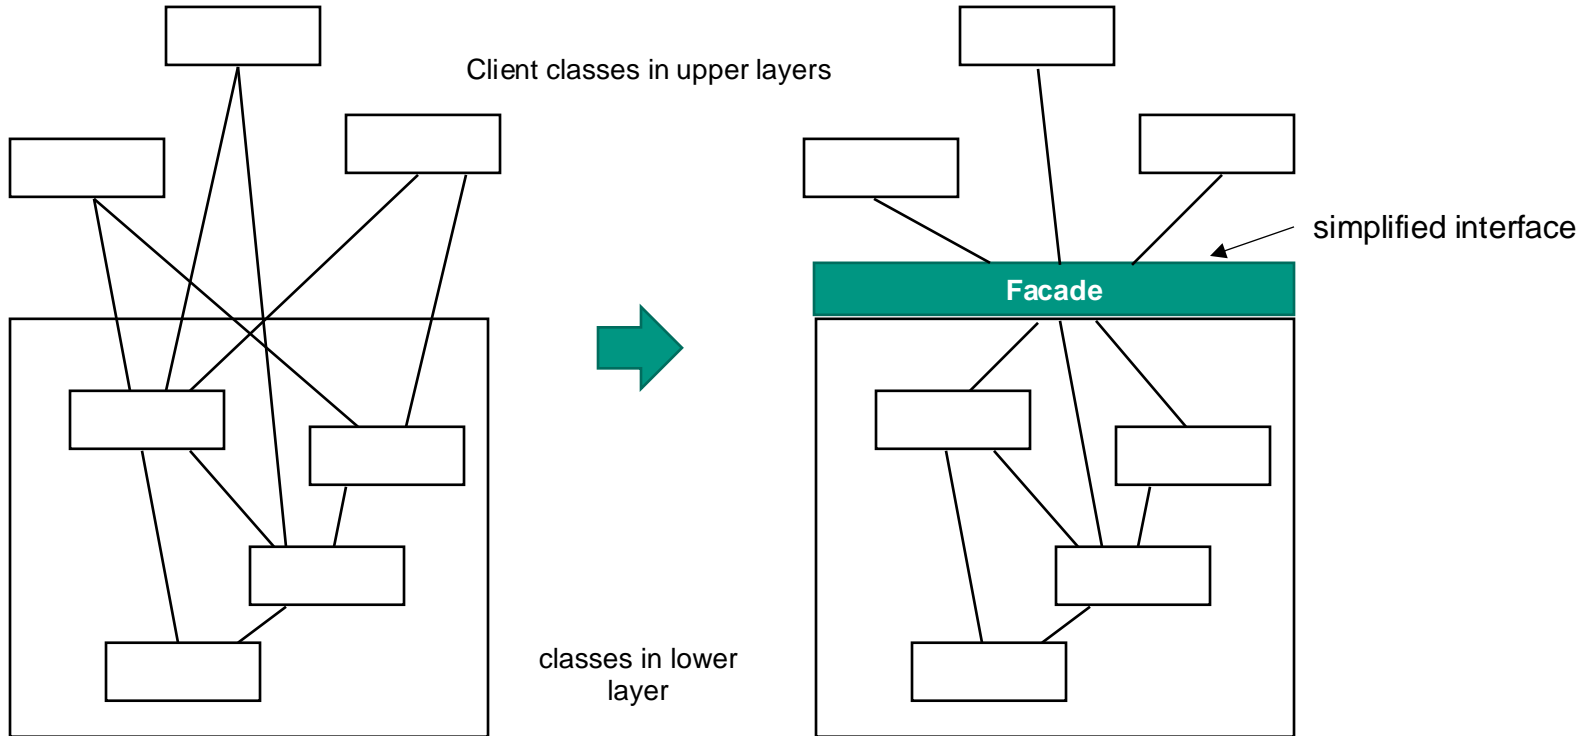 Client classes in upper layers
simplified interface
Facade
classes in lower
layer